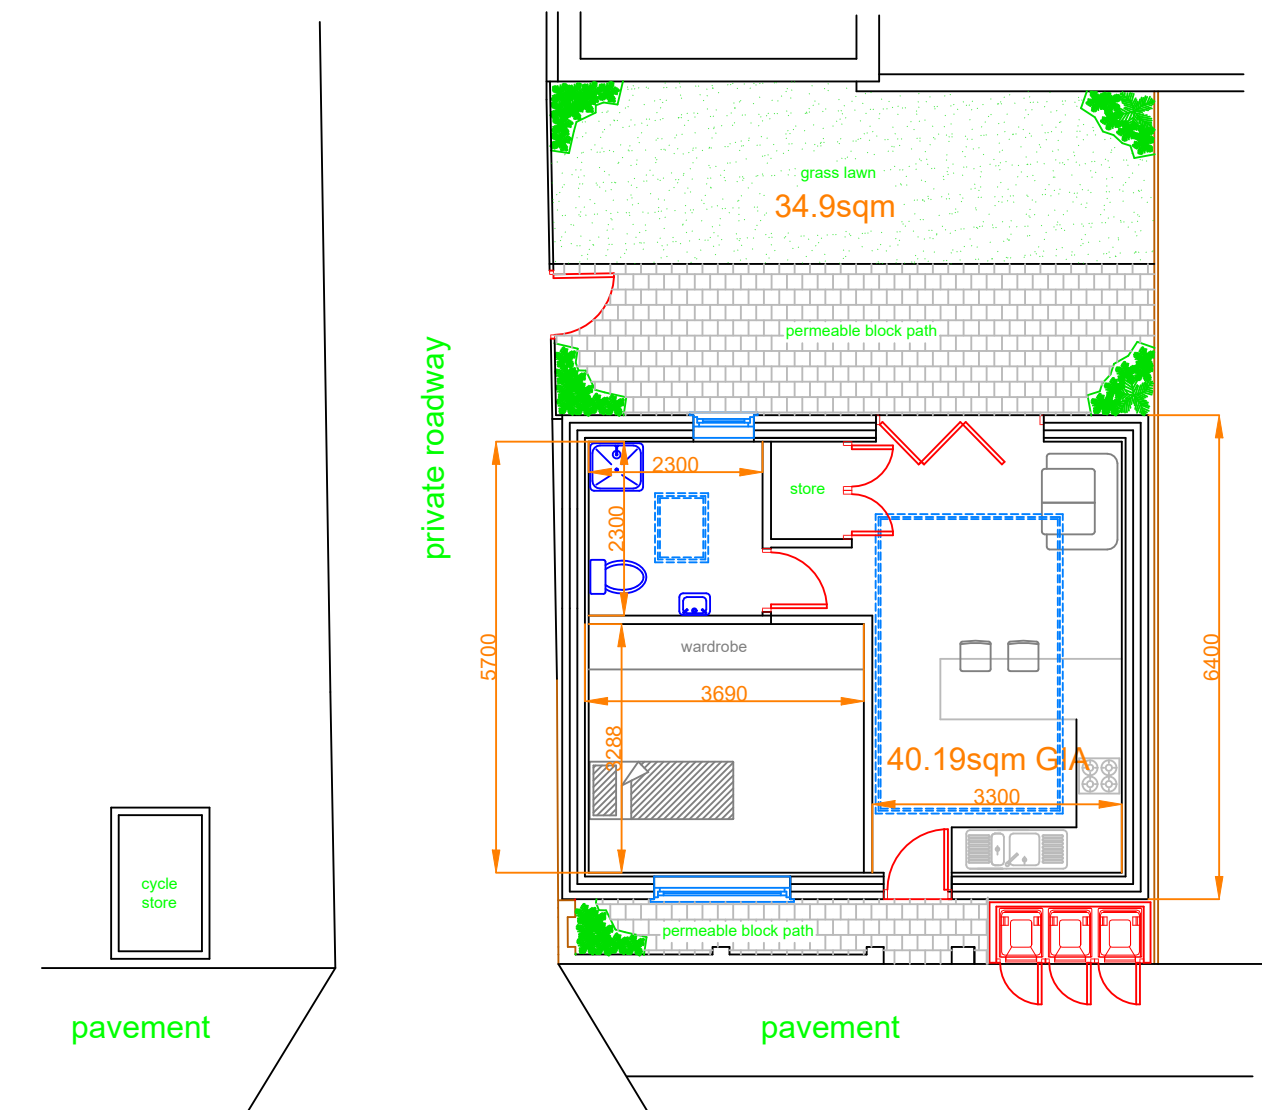 grass lawn
34.9sqm
permeable block path
private roadway
2300
store
2300
5700
6400
wardrobe
3690
3288
40.19sqm GIA
3300
cycle
store
permeable block path
pavement
pavement